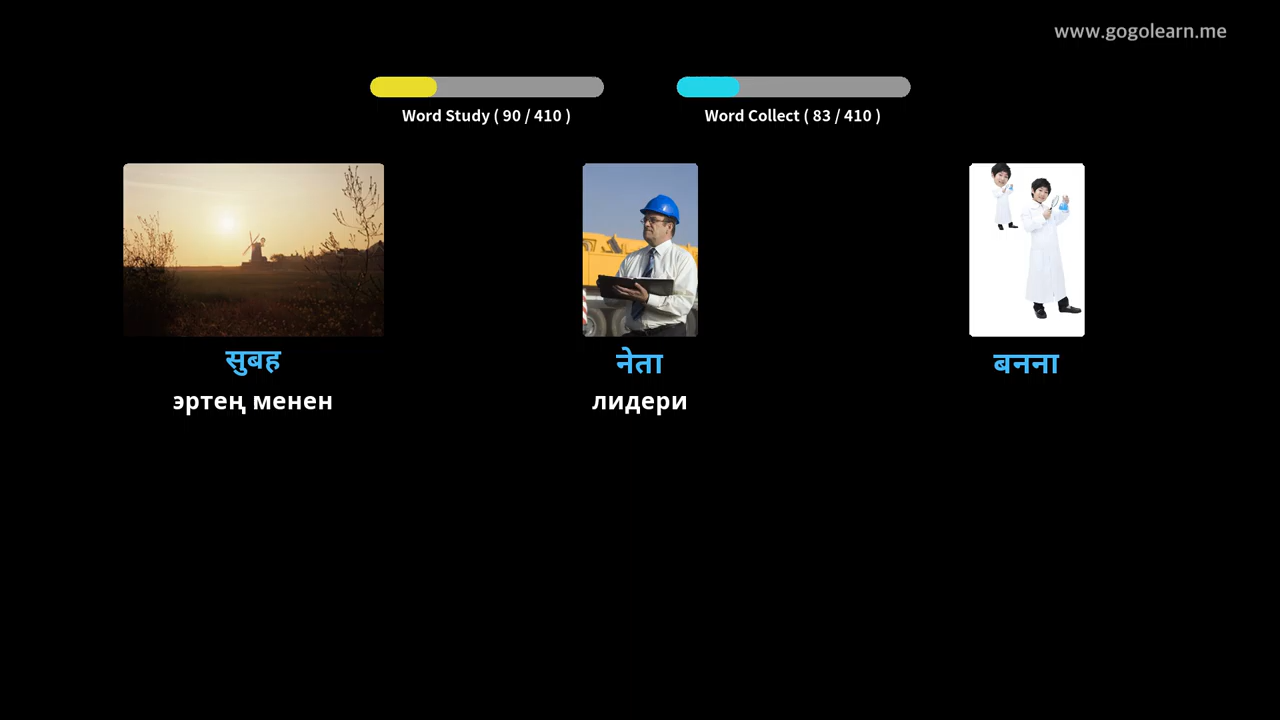 www.gogolearn.me
Word Study ( 90 / 410 )
Word Collect ( 83 / 410 )
सुबह
नेता
बनना
эртең менен
лидери